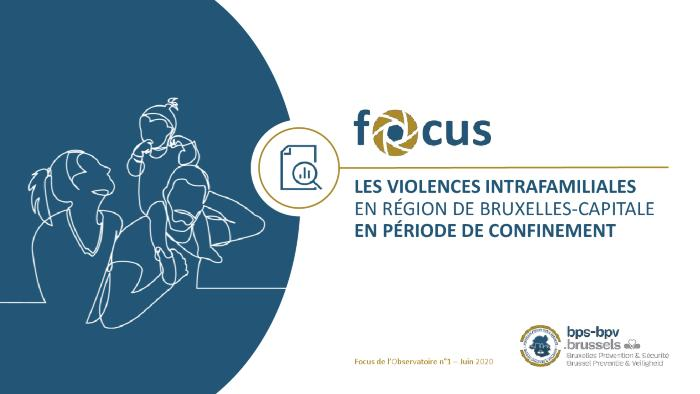 focus
LES VIOLENCES INTRAFAMILIALES
EN RÉGION DE BRUXELLES-CAPITALE
EN PÉRIODE DE CONFINEMENT
Focus de l'Observatoire n°1 – Juin 2020
bps-bpv
.brussels
Bruxelles Prévention & Sécurité
Brussel Preventie & Veiligheid